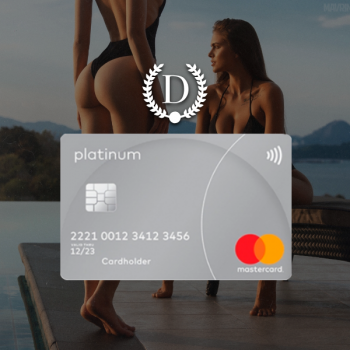 D
platinum
2221 0012 3412 3456
VALID THRU
12/23
Cardholder
mastercard